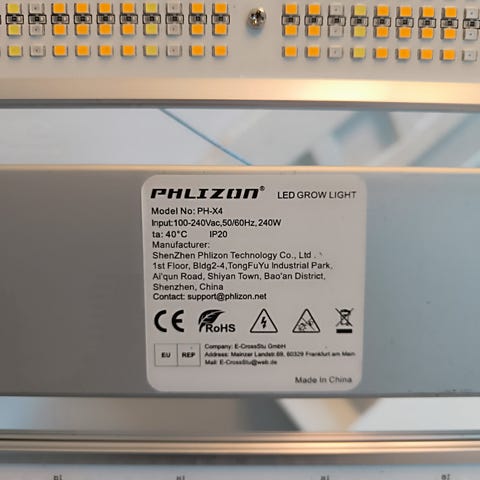 PHLIZON® LED GROW LIGHT
Model No: PH-X4
Input:100-240Vac,50/60Hz, 240W
ta: 40°C IP20
Manufacturer:
ShenZhen Phlizon Technology Co., Ltd .
1st Floor, Bldg2-4,TongFuYu Industrial Park,
Ai'qun Road, Shiyan Town, Bao'an District,
Shenzhen, China
Contact: support@phlizon.net
CE RoHS
EU REP
Company: E-CrossStu GmbH
Address: Mainzer Landstr.69, 60329 Frankfurt am Main
Mail: E-CrossStu@web.de
Made In China